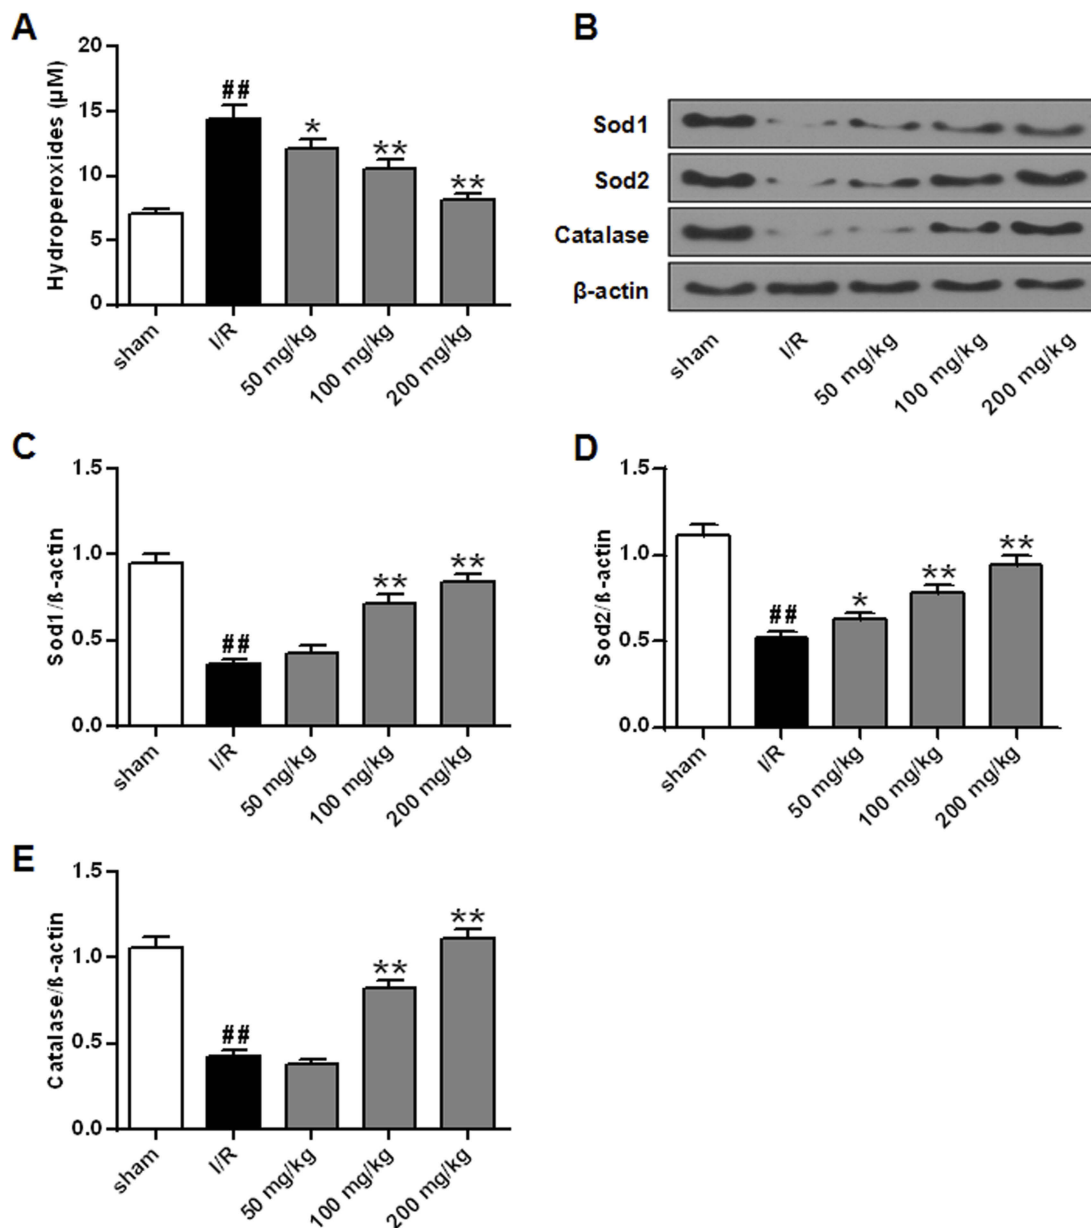 A
Hydroperoxides (µM)
20
15
10
5
0
##
*
**
**
sham
I/R
50 mg/kg
100 mg/kg
200 mg/kg
B
Sod1
Sod2
Catalase
β-actin
sham
I/R
50 mg/kg
100 mg/kg
200 mg/kg
C
Sod1/ß-actin
1.5
1.0
0.5
0.0
##
**
**
sham
I/R
50 mg/kg
100 mg/kg
200 mg/kg
D
Sod2/ß-actin
1.5
1.0
0.5
0.0
##
*
**
**
sham
I/R
50 mg/kg
100 mg/kg
200 mg/kg
E
Catalase/ß-actin
1.5
1.0
0.5
0.0
##
**
**
sham
I/R
50 mg/kg
100 mg/kg
200 mg/kg